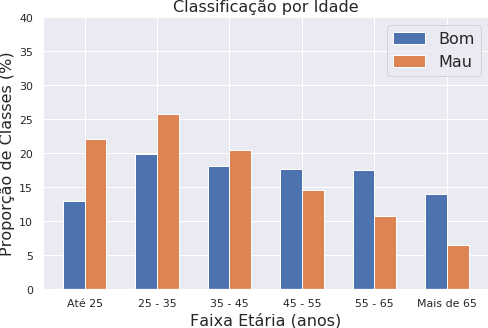 Classificação por Idade
Proporção de Classes (%)
40
35
30
25
20
15
10
5
0
Bom
Mau
Até 25
25 - 35
35 - 45
45 - 55
55 - 65
Mais de 65
Faixa Etária (anos)